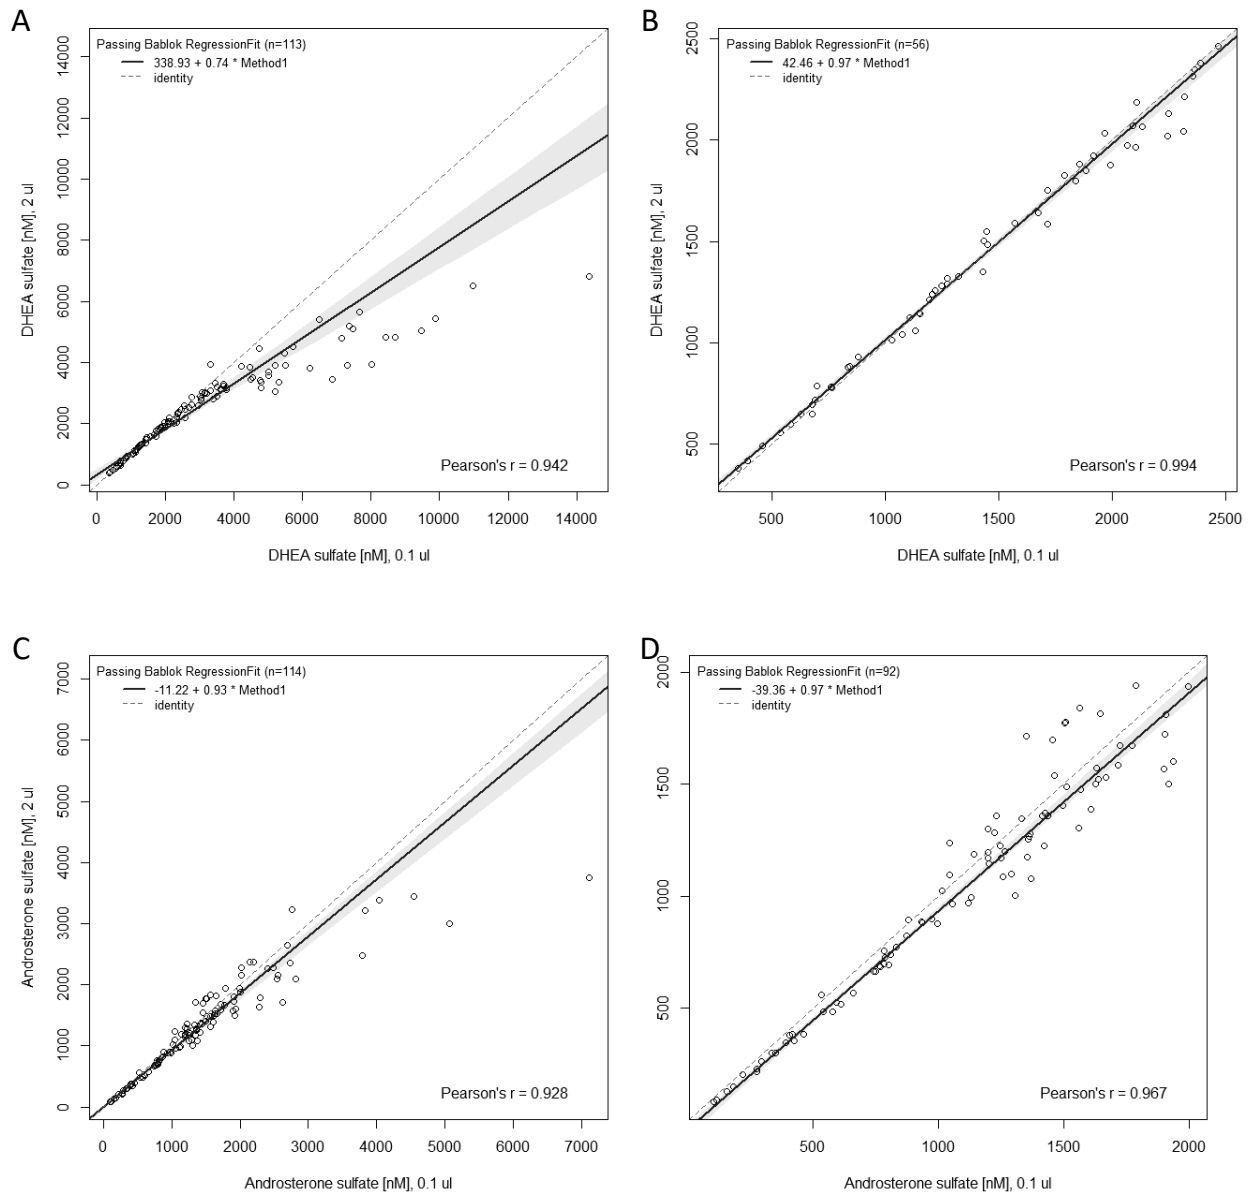 A
Passing Bablok RegressionFit (n=113)
338.93 + 0.74 * Method1
identity
14000
12000
10000
8000
6000
4000
2000
0
DHEA sulfate [nM], 2 ul
Pearson's r = 0.942
0 2000 4000 6000 8000 10000 12000 14000
DHEA sulfate [nM], 0.1 ul
B
Passing Bablok RegressionFit (n=56)
42.46 + 0.97 * Method1
identity
2500
2000
1500
1000
500
DHEA sulfate [nM], 2 ul
Pearson's r = 0.994
500 1000 1500 2000 2500
DHEA sulfate [nM], 0.1 ul
C
Passing Bablok RegressionFit (n=114)
-11.22 + 0.93 * Method1
identity
7000
6000
5000
4000
3000
2000
1000
0
Androsterone sulfate [nM], 2 ul
Pearson's r = 0.928
0 1000 2000 3000 4000 5000 6000 7000
Androsterone sulfate [nM], 0.1 ul
D
Passing Bablok RegressionFit (n=92)
-39.36 + 0.97 * Method1
identity
2000
1500
1000
500
Pearson's r = 0.967
500 1000 1500 2000
Androsterone sulfate [nM], 0.1 ul